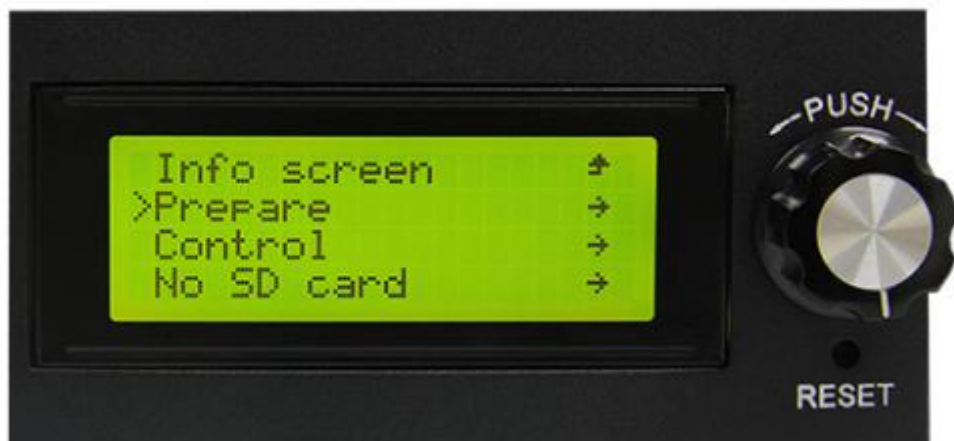 Info screen
>Prepare
Control
No SD card
PUSH
RESET